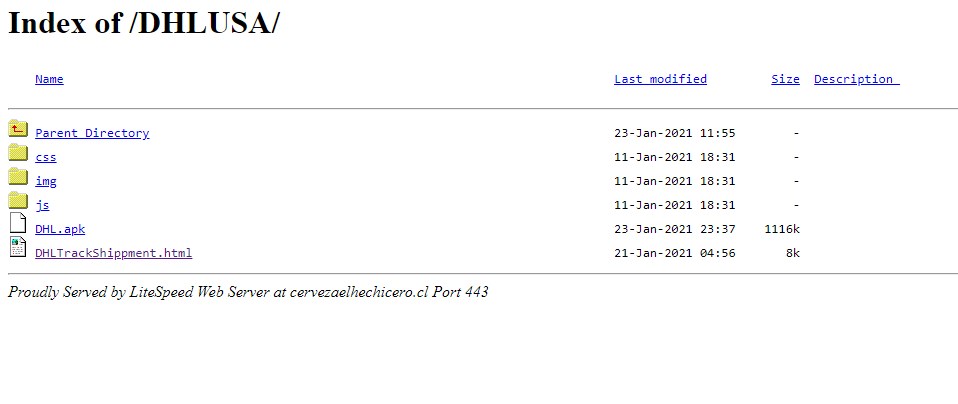 Index of /DHLUSA/
Name Last modified Size Description
Parent Directory 23-Jan-2021 11:55 -
css 11-Jan-2021 18:31 -
img 11-Jan-2021 18:31 -
js 11-Jan-2021 18:31 -
DHL.apk 23-Jan-2021 23:37 1116k
DHLTrackShippment.html 21-Jan-2021 04:56 8k
Proudly Served by LiteSpeed Web Server at cervezaelhechicero.cl Port 443